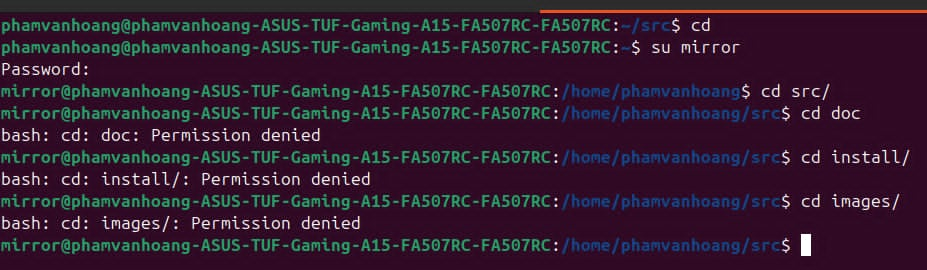 phamvanhoang@phamvanhoang-ASUS-TUF-Gaming-A15-FA507RC-FA507RC:~/src$ cd
phamvanhoang@phamvanhoang-ASUS-TUF-Gaming-A15-FA507RC-FA507RC:~$ su mirror
Password:
mirror@phamvanhoang-ASUS-TUF-Gaming-A15-FA507RC-FA507RC:/home/phamvanhoang$ cd src/
mirror@phamvanhoang-ASUS-TUF-Gaming-A15-FA507RC-FA507RC:/home/phamvanhoang/src$ cd doc
bash: cd: doc: Permission denied
mirror@phamvanhoang-ASUS-TUF-Gaming-A15-FA507RC-FA507RC:/home/phamvanhoang/src$ cd install/
bash: cd: install/: Permission denied
mirror@phamvanhoang-ASUS-TUF-Gaming-A15-FA507RC-FA507RC:/home/phamvanhoang/src$ cd images/
bash: cd: images/: Permission denied
mirror@phamvanhoang-ASUS-TUF-Gaming-A15-FA507RC-FA507RC:/home/phamvanhoang/src$